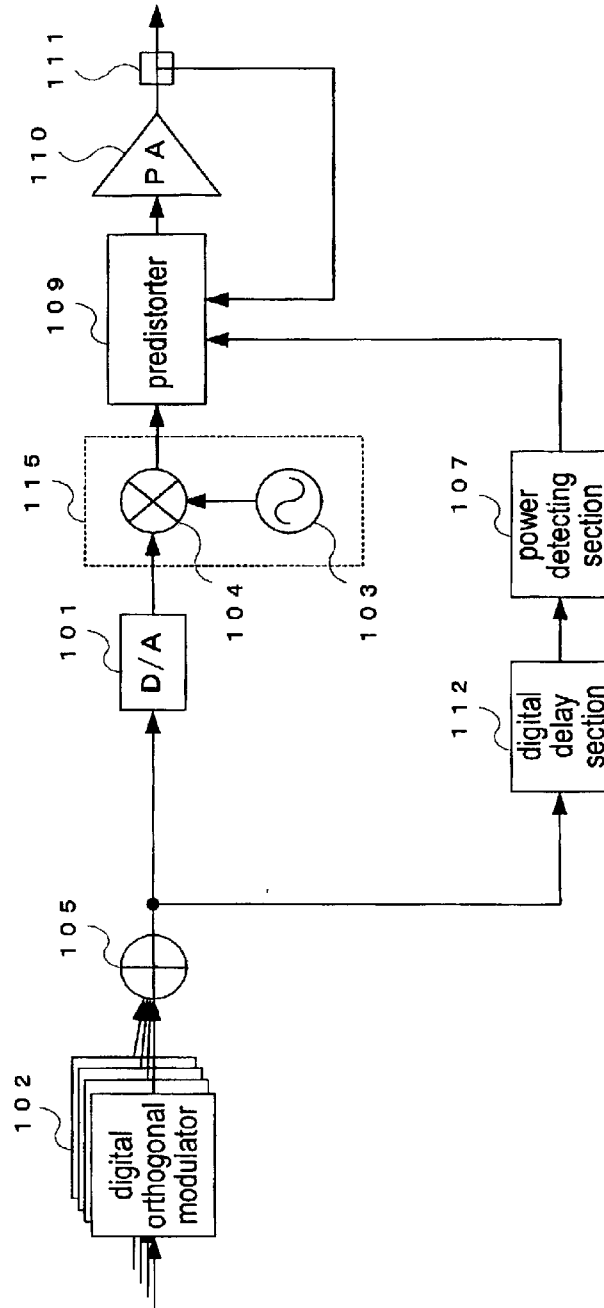 102
digital
orthogonal
modulator
105
101
D/A
115
104
103
109
predistorter
110
PA
111
112
digital
delay
section
107
power
detecting
section